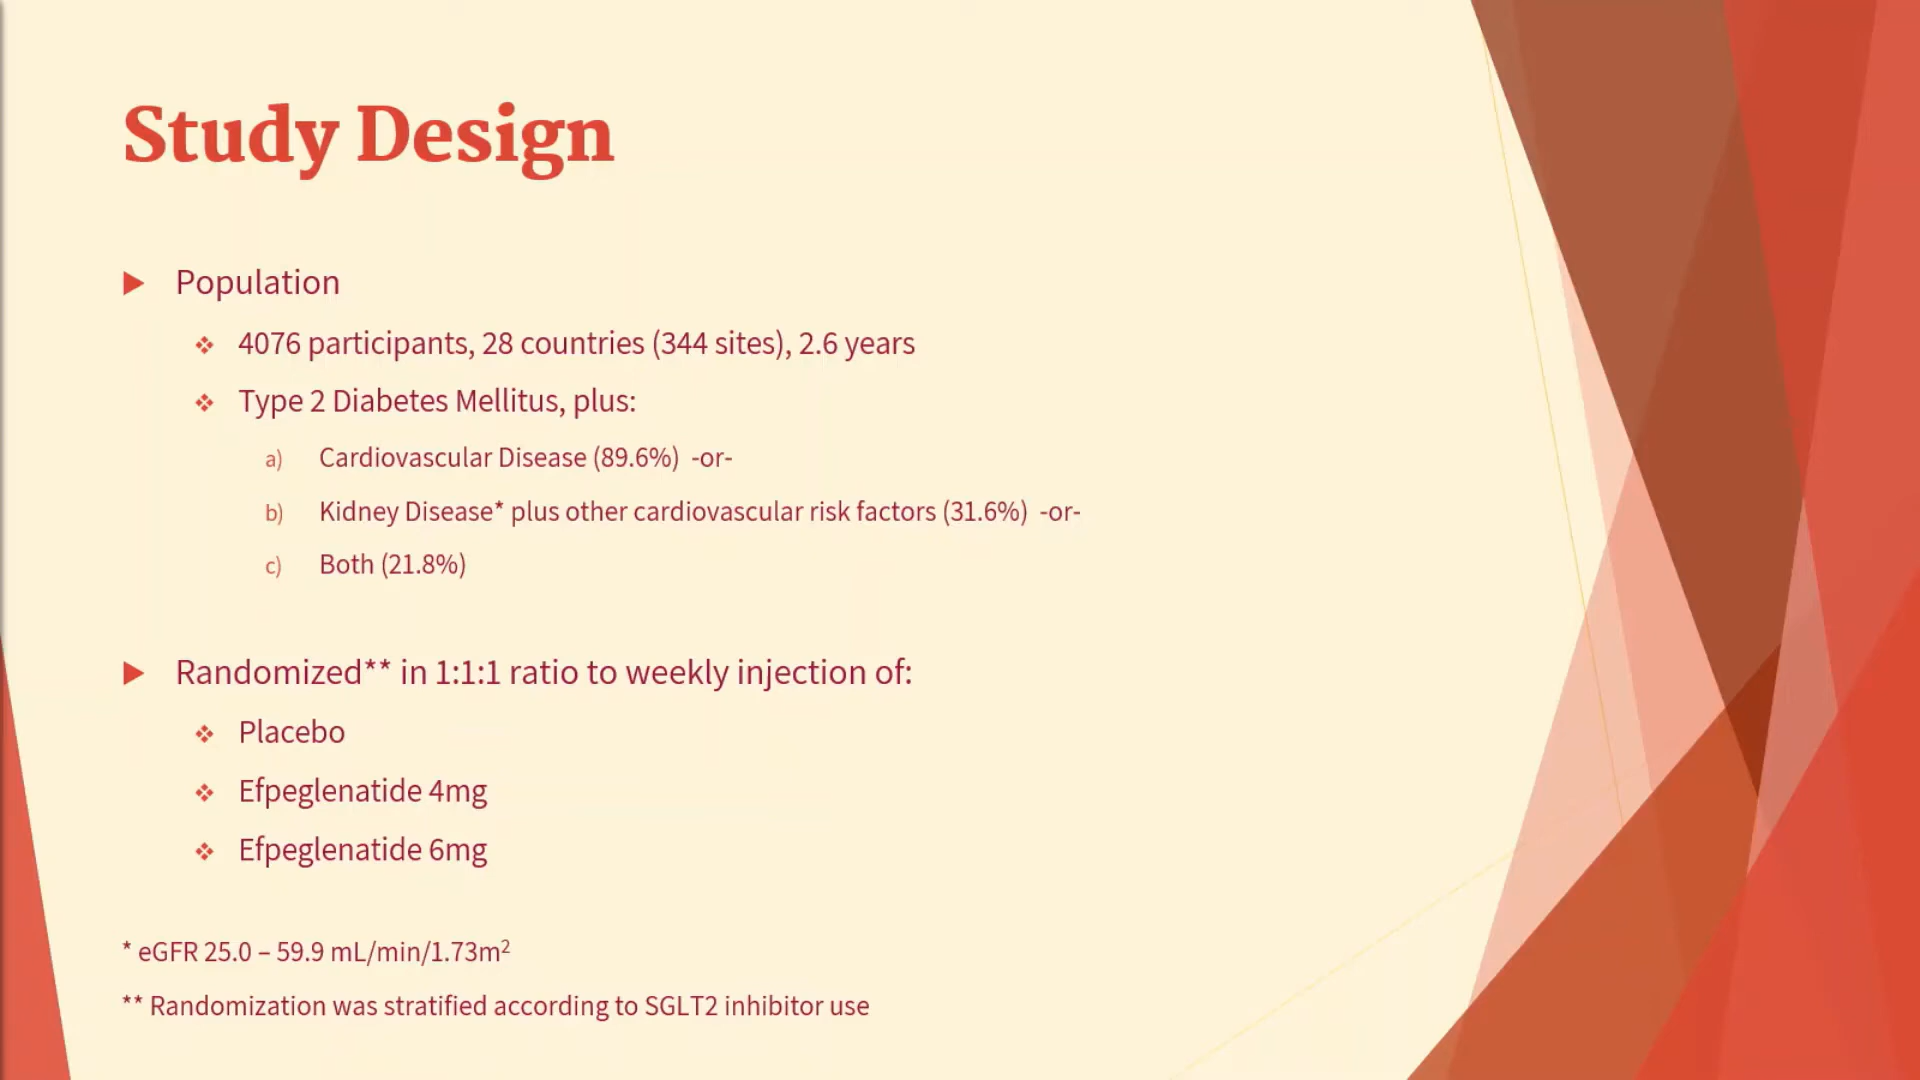 Study Design
Population
4076 participants, 28 countries (344 sites), 2.6 years
Type 2 Diabetes Mellitus, plus:
a) Cardiovascular Disease (89.6%) -or-
b) Kidney Disease* plus other cardiovascular risk factors (31.6%) -or-
c) Both (21.8%)
Randomized** in 1:1:1 ratio to weekly injection of:
Placebo
Efpeglenatide 4mg
Efpeglenatide 6mg
* eGFR 25.0 – 59.9 mL/min/1.73m²
** Randomization was stratified according to SGLT2 inhibitor use